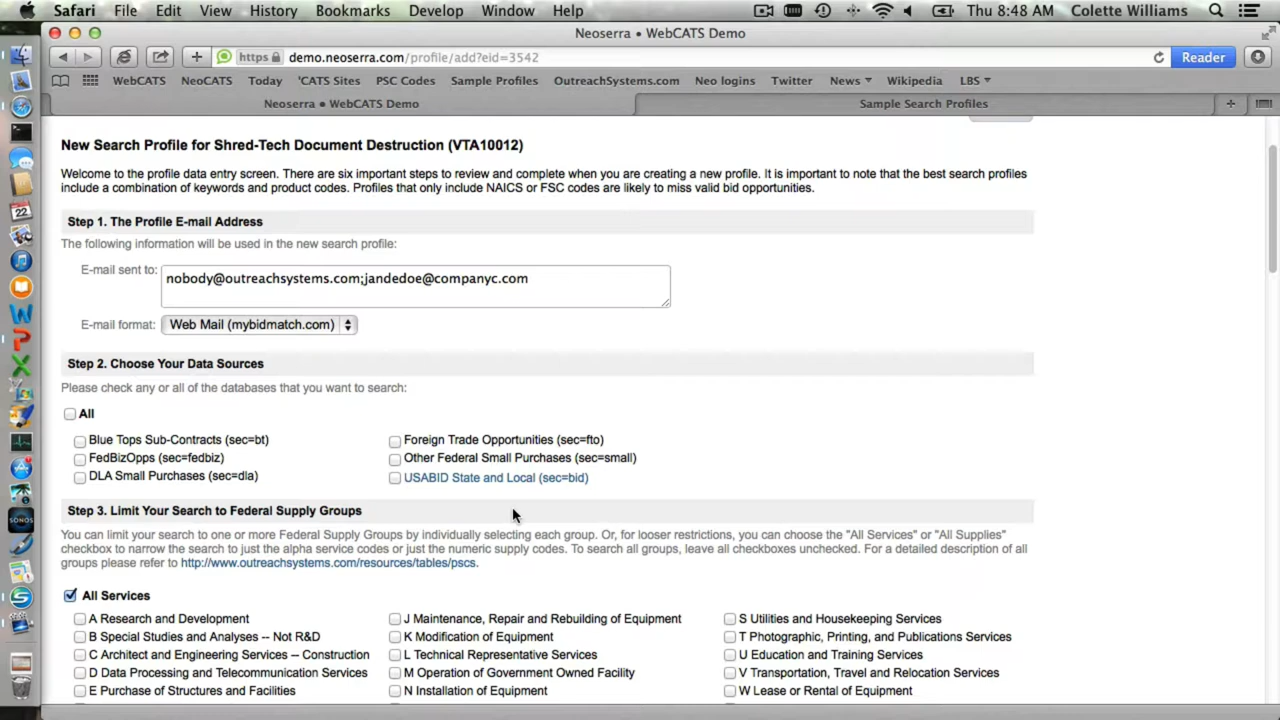 Safari File Edit View History Bookmarks Develop Window Help Thu 8:48 AM Colette Williams
Neoserra • WebCATS Demo
https demo.neoserra.com/profile/add?eid=3542 Reader
WebCATS NeoCATS Today 'CATS Sites PSC Codes Sample Profiles OutreachSystems.com Neo logins Twitter News Wikipedia LBS
Neoserra • WebCATS Demo Sample Search Profiles
New Search Profile for Shred-Tech Document Destruction (VTA10012)
Welcome to the profile data entry screen. There are six important steps to review and complete when you are creating a new profile. It is important to note that the best search profiles
include a combination of keywords and product codes. Profiles that only include NAICS or FSC codes are likely to miss valid bid opportunities.
Step 1. The Profile E-mail Address
The following information will be used in the new search profile:
E-mail sent to: nobody@outreachsystems.com;jandedoe@companyc.com
E-mail format: Web Mail (mybidmatch.com)
Step 2. Choose Your Data Sources
Please check any or all of the databases that you want to search:
All
Blue Tops Sub-Contracts (sec=bt) Foreign Trade Opportunities (sec=fto)
FedBizOpps (sec=fedbiz) Other Federal Small Purchases (sec=small)
DLA Small Purchases (sec=dla) USABID State and Local (sec=bid)
Step 3. Limit Your Search to Federal Supply Groups
You can limit your search to one or more Federal Supply Groups by individually selecting each group. Or, for looser restrictions, you can choose the "All Services" or "All Supplies"
checkbox to narrow the search to just the alpha service codes or just the numeric supply codes. To search all groups, leave all checkboxes unchecked. For a detailed description of all
groups please refer to http://www.outreachsystems.com/resources/tables/pscs.
All Services
A Research and Development J Maintenance, Repair and Rebuilding of Equipment S Utilities and Housekeeping Services
B Special Studies and Analyses -- Not R&D K Modification of Equipment T Photographic, Printing, and Publications Services
C Architect and Engineering Services -- Construction L Technical Representative Services U Education and Training Services
D Data Processing and Telecommunication Services M Operation of Government Owned Facility V Transportation, Travel and Relocation Services
E Purchase of Structures and Facilities N Installation of Equipment W Lease or Rental of Equipment
22
SONOS